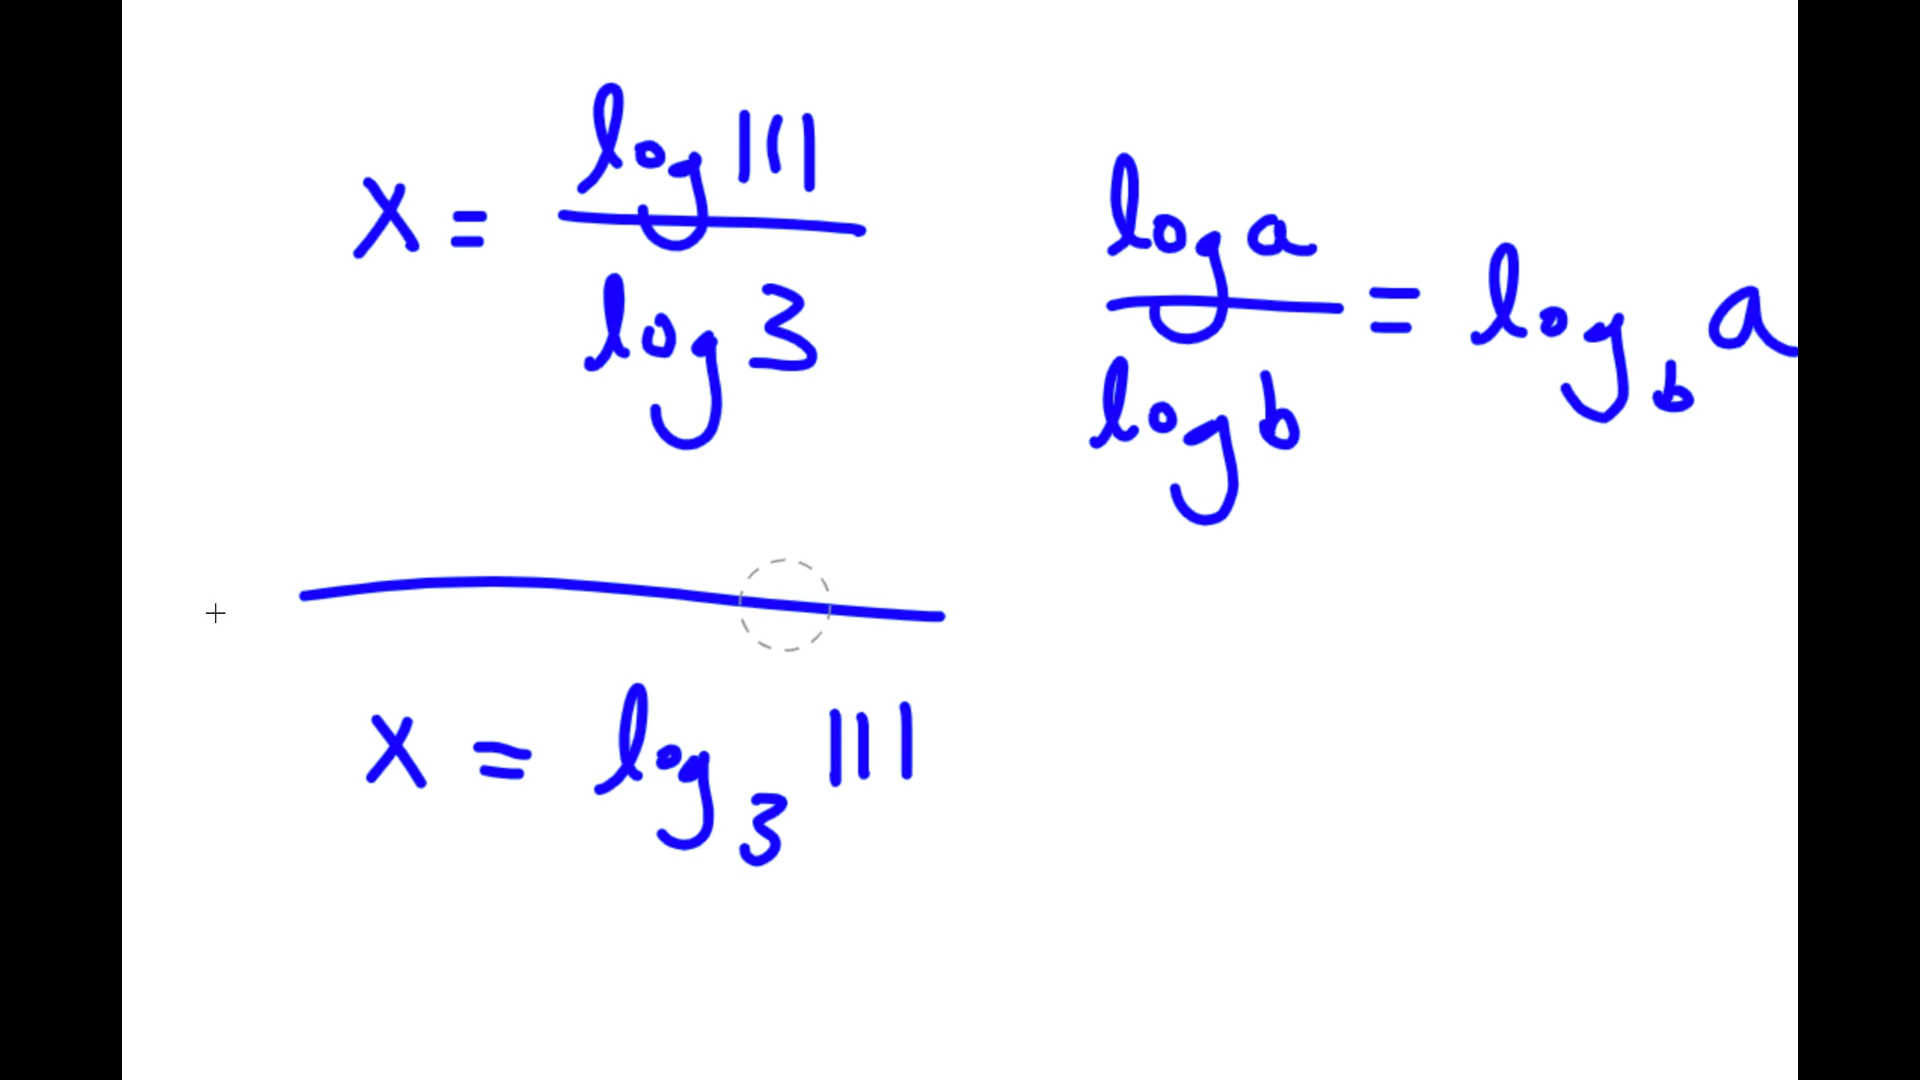 x = log 111 / log 3
log a / log b = log_b a
x = log_3 111